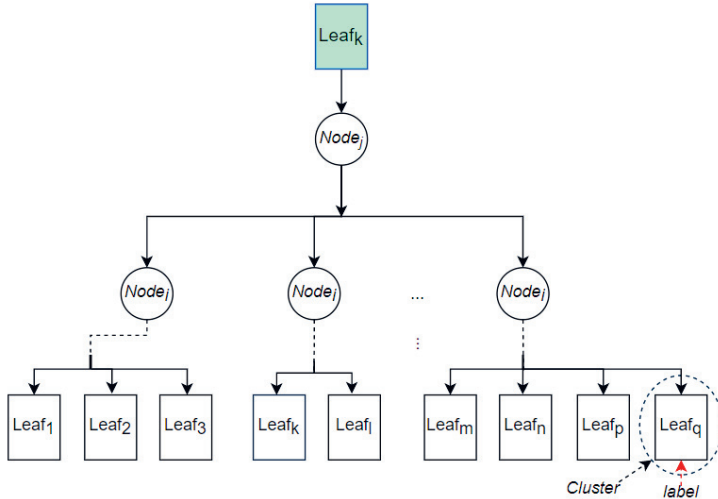 Leafk
Nodej
Nodei
Nodei
...
Nodei
⋮
Leaf1
Leaf2
Leaf3
Leafk
Leafl
Leafm
Leafn
Leafp
Leafq
Cluster
label